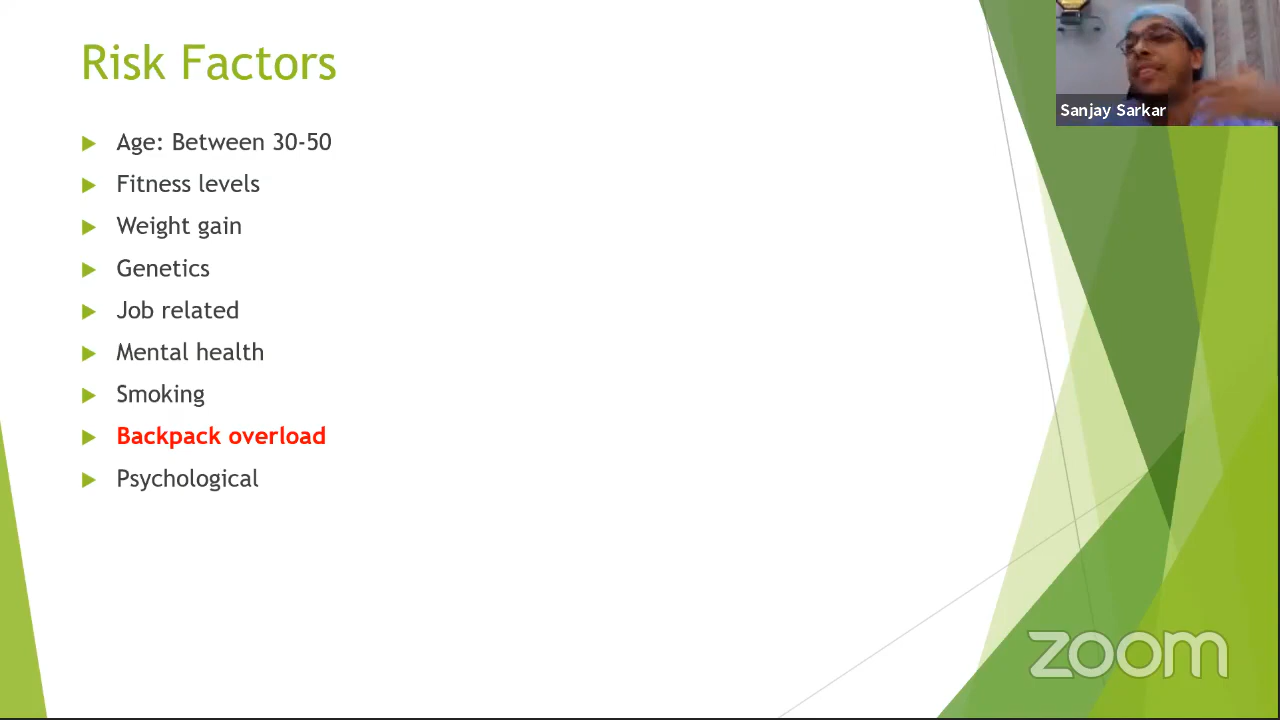 Risk Factors
Age: Between 30-50
Fitness levels
Weight gain
Genetics
Job related
Mental health
Smoking
Backpack overload
Psychological
Sanjay Sarkar
zoom